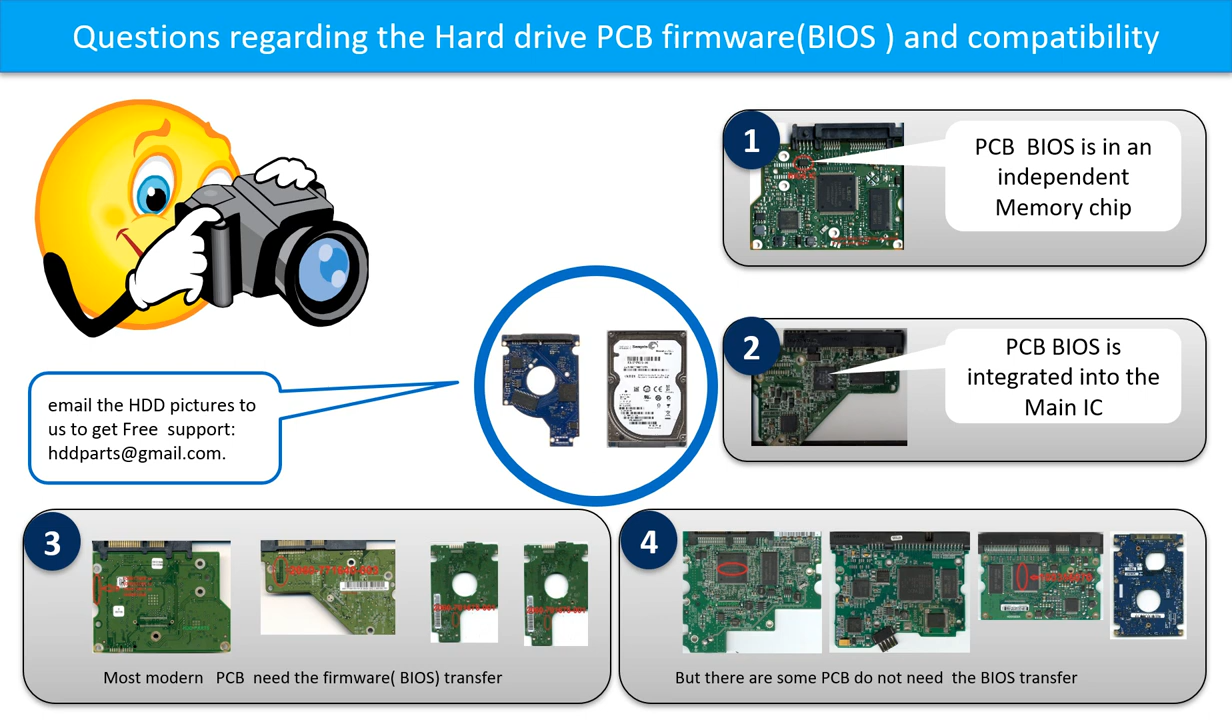 Questions regarding the Hard drive PCB firmware(BIOS ) and compatibility
1
PCB BIOS is in an
independent
Memory chip
2
PCB BIOS is
integrated into the
Main IC
email the HDD pictures to
us to get Free support:
hddparts@gmail.com.
Seagate
3
Most modern PCB need the firmware( BIOS) transfer
4
But there are some PCB do not need the BIOS transfer